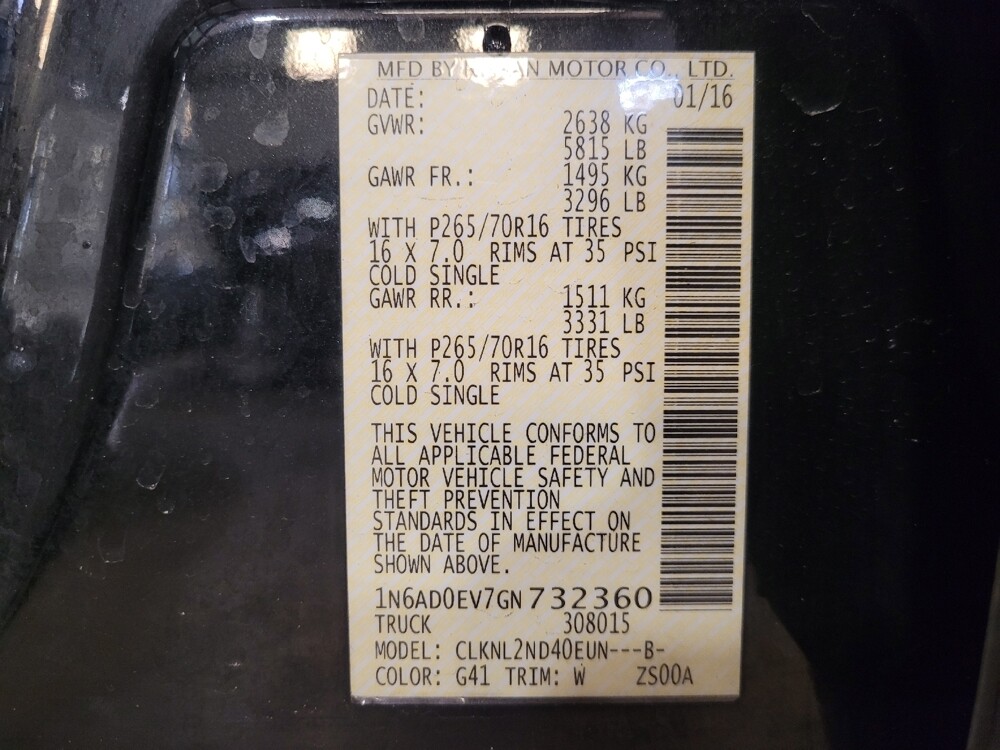 MFD BY NISSAN MOTOR CO., LTD.
DATE: 01/16
GVWR: 2638 KG
5815 LB
GAWR FR.: 1495 KG
3296 LB
WITH P265/70R16 TIRES
16 X 7.0 RIMS AT 35 PSI
COLD SINGLE
GAWR RR.: 1511 KG
3331 LB
WITH P265/70R16 TIRES
16 X 7.0 RIMS AT 35 PSI
COLD SINGLE
THIS VEHICLE CONFORMS TO
ALL APPLICABLE FEDERAL
MOTOR VEHICLE SAFETY AND
THEFT PREVENTION
STANDARDS IN EFFECT ON
THE DATE OF MANUFACTURE
SHOWN ABOVE.
1N6AD0EV7GN732360
TRUCK 308015
MODEL: CLKNL2ND40EUN---B-
COLOR: G41 TRIM: W ZS00A